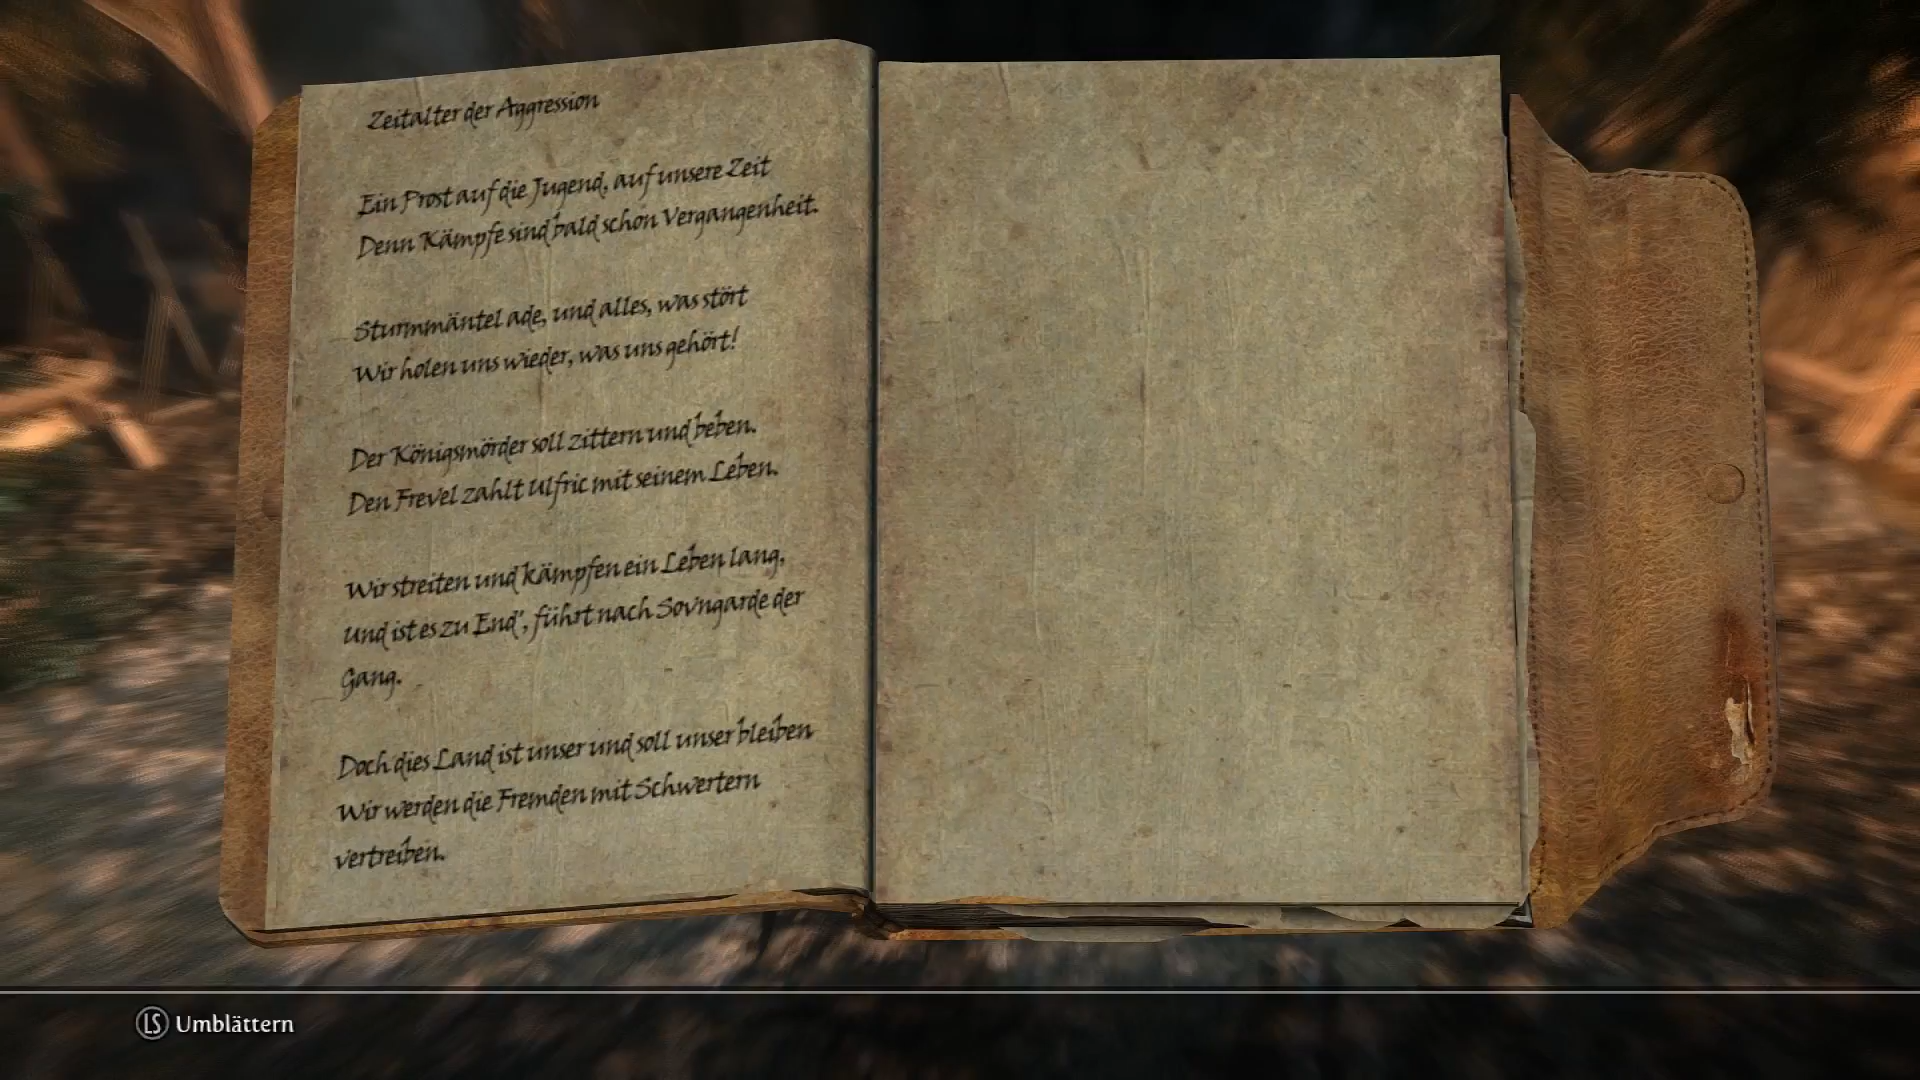 Zeitalter der Aggression
Ein Prost auf die Jugend, auf unsere Zeit
Denn Kämpfe sind bald schon Vergangenheit.
Sturmmäntel ade, und alles, was stört
Wir holen uns wieder, was uns gehört!
Der Königsmörder soll zittern und beben.
Den Frevel zahlt Ulfric mit seinem Leben.
Wir streiten und kämpfen ein Leben lang,
Und ist es zu End', führt nach Sovngarde der
Gang.
Doch dies Land ist unser und soll unser bleiben
Wir werden die Fremden mit Schwertern
vertreiben.
LS Umblättern